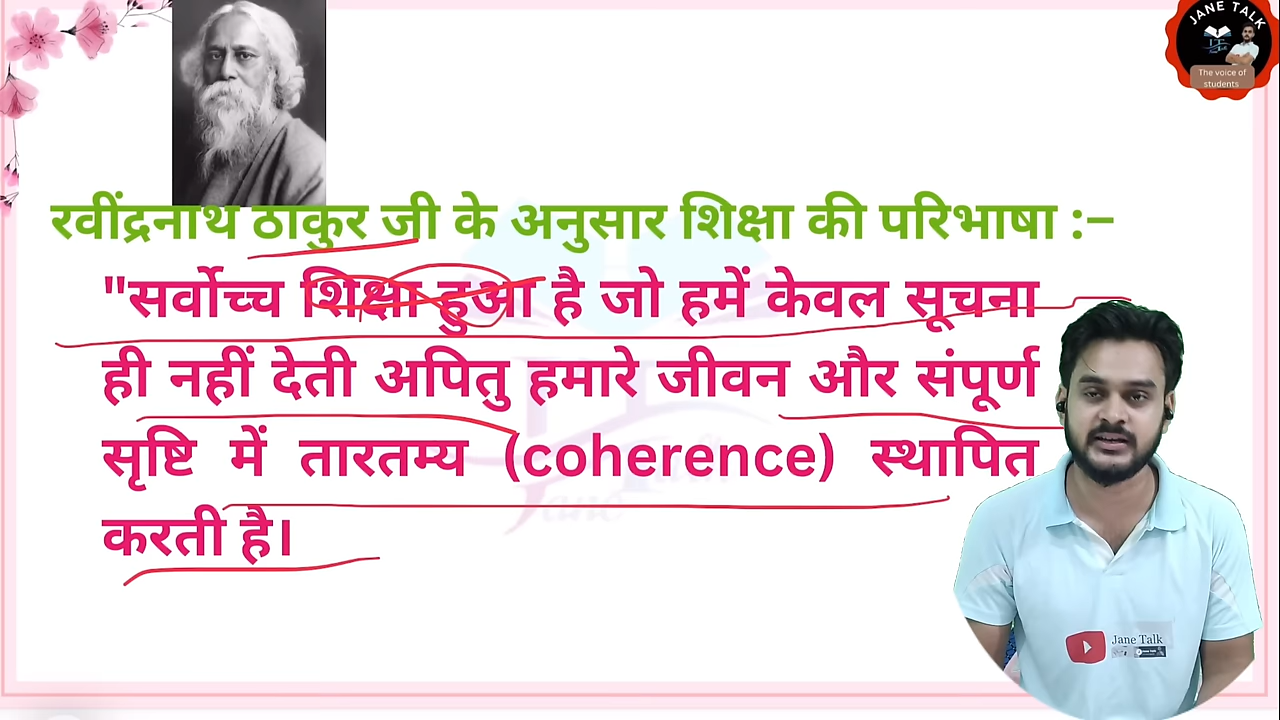 JANE TALK
The voice of
students
रवींद्रनाथ ठाकुर जी के अनुसार शिक्षा की परिभाषा :–
"सर्वोच्च शिक्षा हुआ है जो हमें केवल सूचना
ही नहीं देती अपितु हमारे जीवन और संपूर्ण
सृष्टि में तारतम्य (coherence) स्थापित
करती है।
Jane Talk